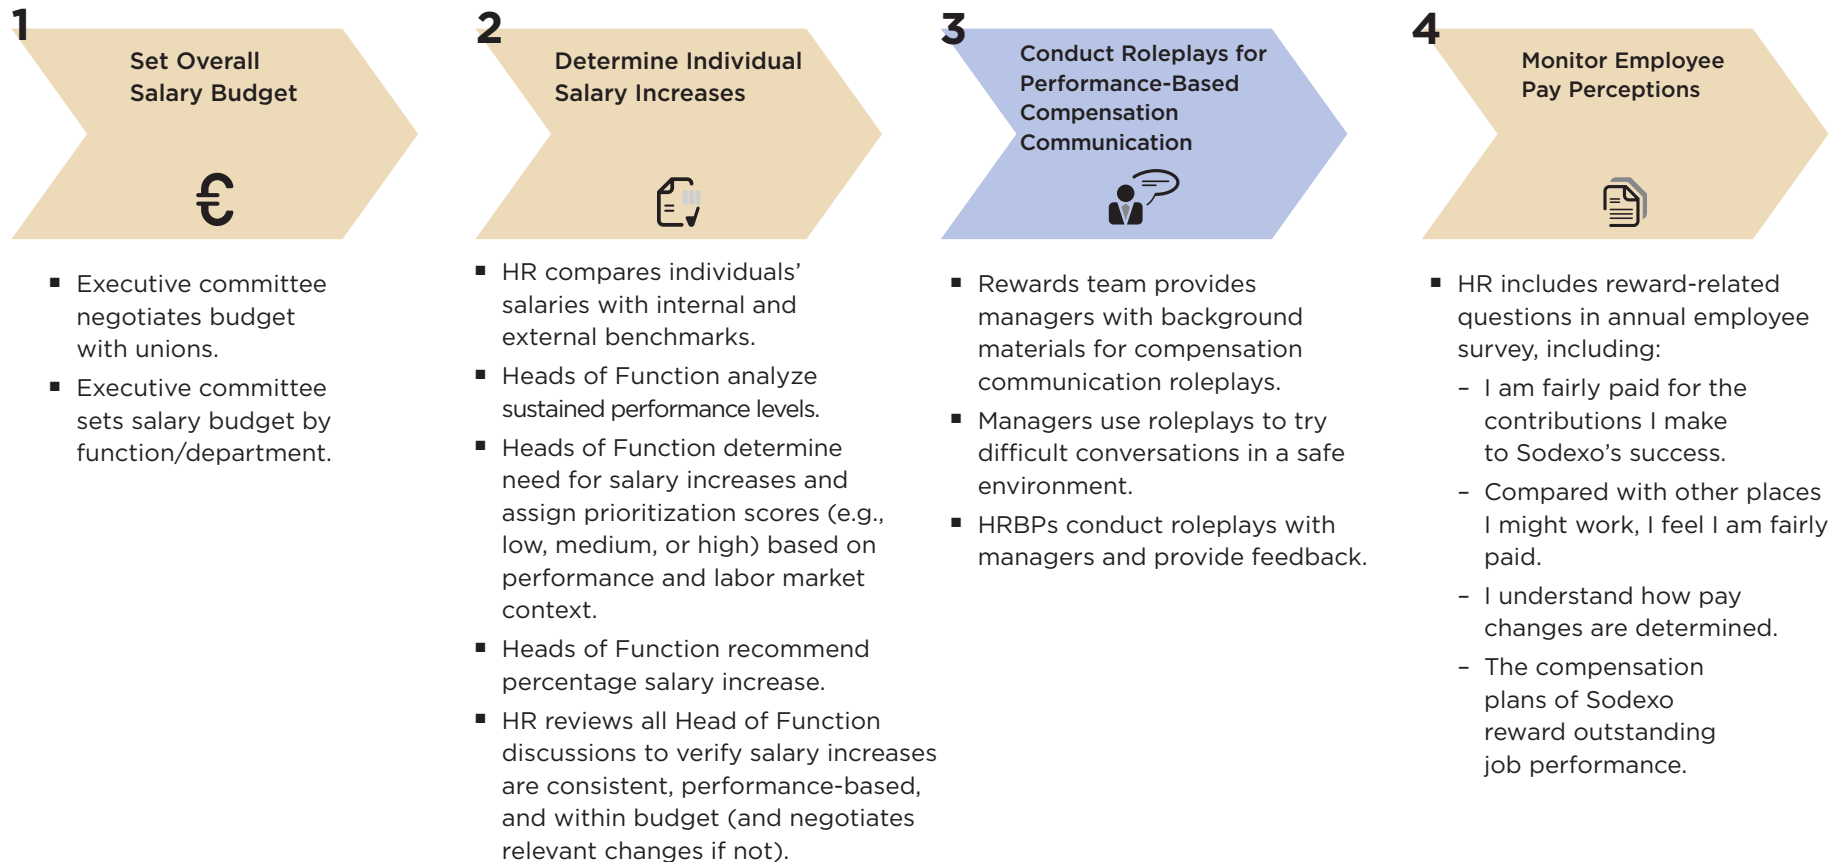 1
Set Overall
Salary Budget
€
■ Executive committee
negotiates budget
with unions.
■ Executive committee
sets salary budget by
function/department.
2
Determine Individual
Salary Increases
■ HR compares individuals’
salaries with internal and
external benchmarks.
■ Heads of Function analyze
sustained performance levels.
■ Heads of Function determine
need for salary increases and
assign prioritization scores (e.g.,
low, medium, or high) based on
performance and labor market
context.
■ Heads of Function recommend
percentage salary increase.
■ HR reviews all Head of Function
discussions to verify salary increases
are consistent, performance-based,
and within budget (and negotiates
relevant changes if not).
3
Conduct Roleplays for
Performance-Based
Compensation
Communication
■ Rewards team provides
managers with background
materials for compensation
communication roleplays.
■ Managers use roleplays to try
difficult conversations in a safe
environment.
■ HRBPs conduct roleplays with
managers and provide feedback.
4
Monitor Employee
Pay Perceptions
■ HR includes reward-related
questions in annual employee
survey, including:
– I am fairly paid for the
contributions I make
to Sodexo’s success.
– Compared with other places
I might work, I feel I am fairly
paid.
– I understand how pay
changes are determined.
– The compensation
plans of Sodexo
reward outstanding
job performance.